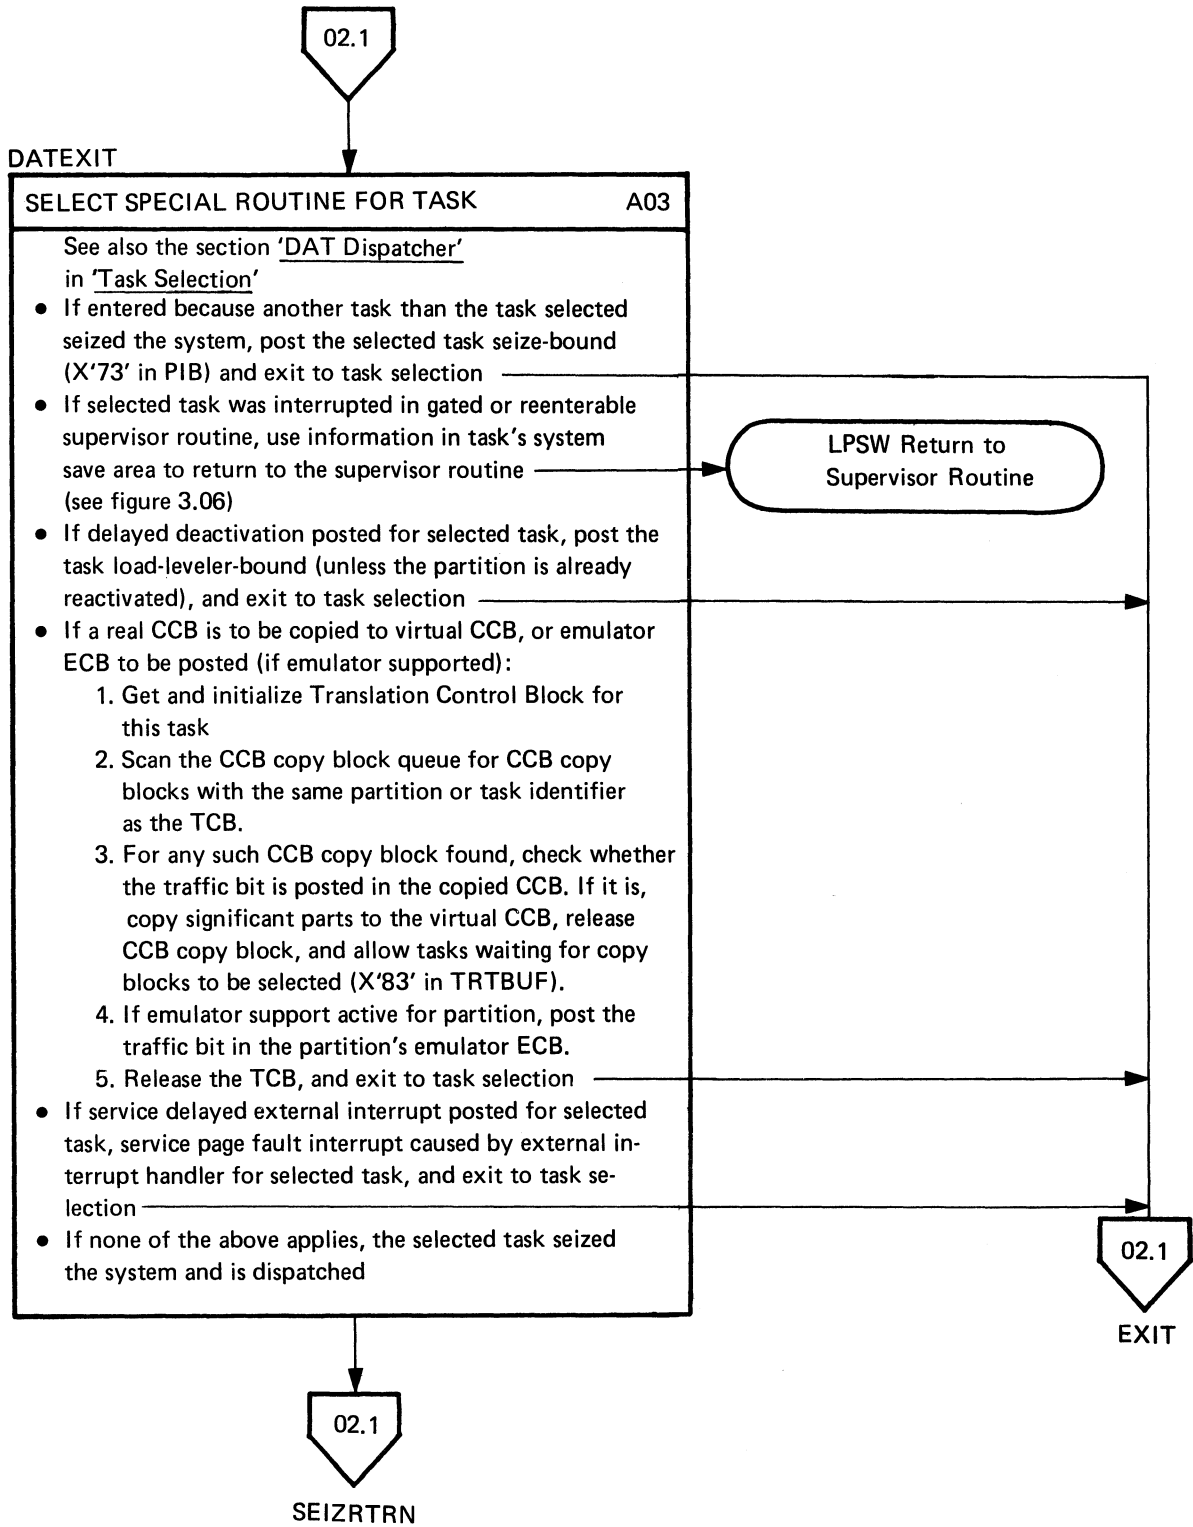 02.1
DATEXIT
SELECT SPECIAL ROUTINE FOR TASK A03
See also the section 'DAT Dispatcher'
in 'Task Selection'
• If entered because another task than the task selected
seized the system, post the selected task seize-bound
(X'73' in PIB) and exit to task selection
• If selected task was interrupted in gated or reenterable
supervisor routine, use information in task's system
save area to return to the supervisor routine
(see figure 3.06)
LPSW Return to
Supervisor Routine
• If delayed deactivation posted for selected task, post the
task load-leveler-bound (unless the partition is already
reactivated), and exit to task selection
• If a real CCB is to be copied to virtual CCB, or emulator
ECB to be posted (if emulator supported):
1. Get and initialize Translation Control Block for
this task
2. Scan the CCB copy block queue for CCB copy
blocks with the same partition or task identifier
as the TCB.
3. For any such CCB copy block found, check whether
the traffic bit is posted in the copied CCB. If it is,
copy significant parts to the virtual CCB, release
CCB copy block, and allow tasks waiting for copy
blocks to be selected (X'83' in TRTBUF).
4. If emulator support active for partition, post the
traffic bit in the partition's emulator ECB.
5. Release the TCB, and exit to task selection
• If service delayed external interrupt posted for selected
task, service page fault interrupt caused by external in-
terrupt handler for selected task, and exit to task se-
lection
• If none of the above applies, the selected task seized
the system and is dispatched
02.1
EXIT
02.1
SEIZRTRN